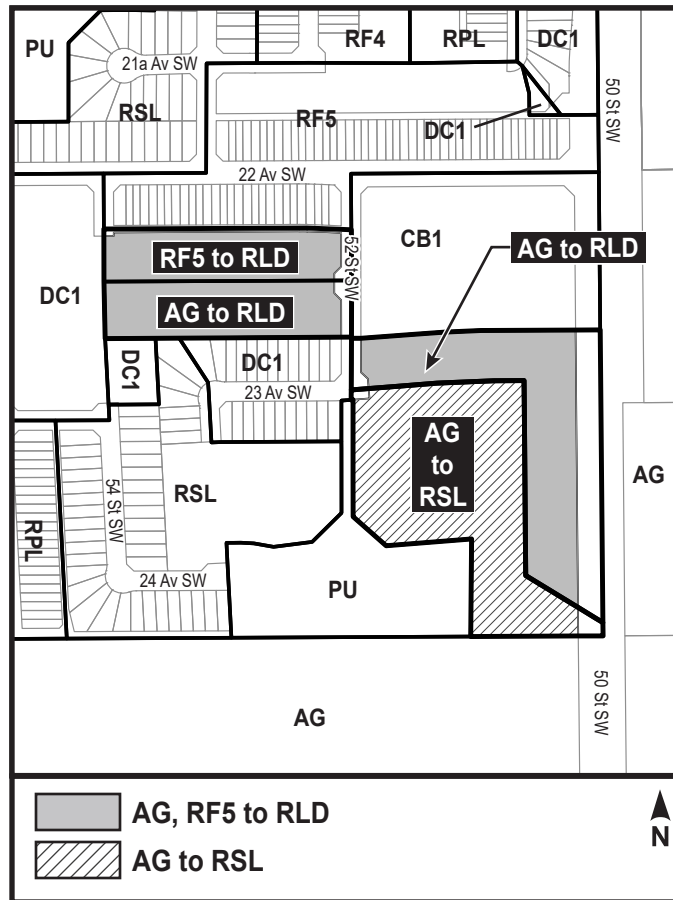 PU
RF4
RPL
DC1
21a Av SW
50 St SW
RSL
RF5
DC1
22 Av SW
52 St SW
CB1
AG to RLD
RF5 to RLD
DC1
AG to RLD
DC1
DC1
23 Av SW
AG
to
RSL
AG
RSL
54 St SW
RPL
24 Av SW
PU
AG
50 St SW
AG, RF5 to RLD
AG to RSL
N